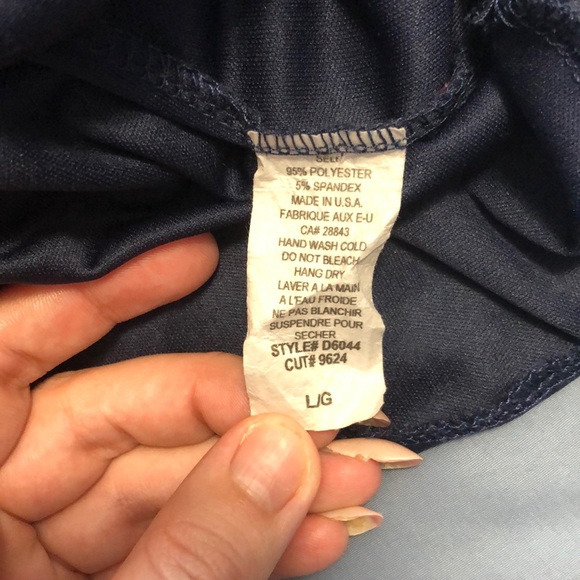 SELF
95% POLYESTER
5% SPANDEX
MADE IN U.S.A.
FABRIQUE AUX E-U
CA# 28843
HAND WASH COLD
DO NOT BLEACH
HANG DRY
LAVER A LA MAIN
A L'EAU FROIDE
NE PAS BLANCHIR
SUSPENDRE POUR
SECHER
STYLE# D6044
CUT# 9624
L/G